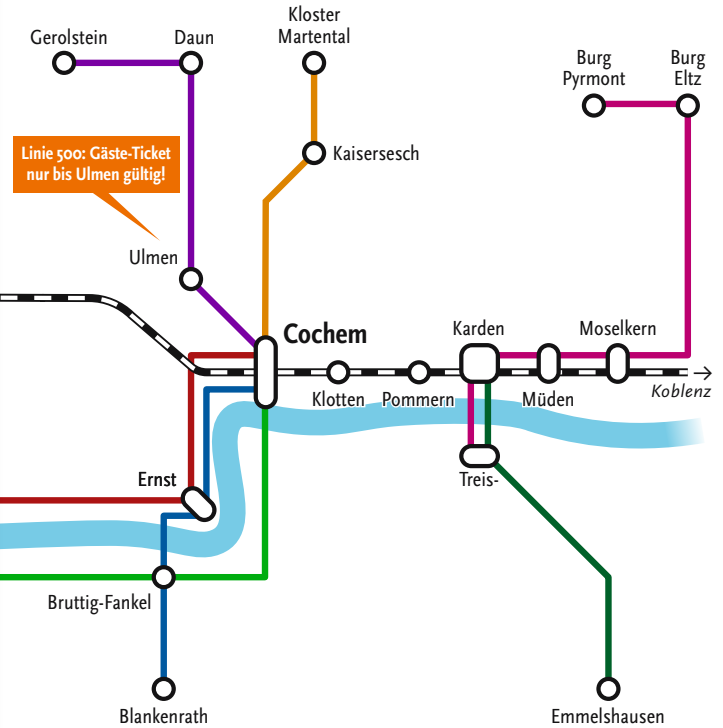 Kloster
Martental
Gerolstein
Daun
Burg
Pyrmont
Burg
Eltz
Linie 500: Gäste-Ticket
nur bis Ulmen gültig!
Kaisersesch
Ulmen
Cochem
Karden
Moselkern
Klotten
Pommern
Müden
Koblenz
Ernst
Treis-
Bruttig-Fankel
Blankenrath
Emmelshausen